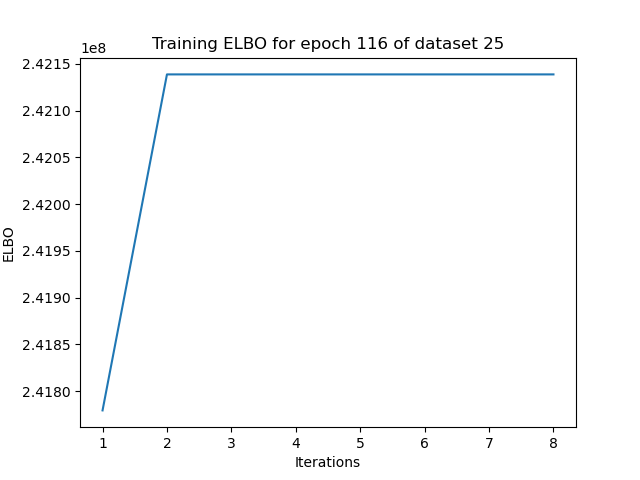 Training ELBO for epoch 116 of dataset 25
1e8
2.4215
2.4210
2.4205
2.4200
2.4195
2.4190
2.4185
2.4180
ELBO
1 2 3 4 5 6 7 8
Iterations